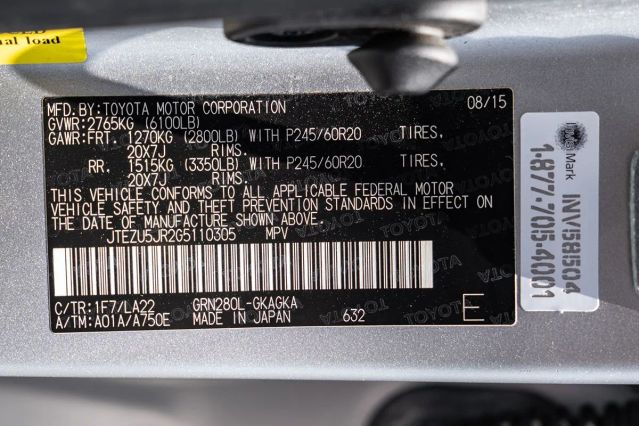 nal load
MFD.BY:TOYOTA MOTOR CORPORATION 08/15
GVWR:2765KG (6100LB)
GAWR:FRT. 1270KG (2800LB) WITH P245/60R20 TIRES,
20X7J RIMS.
RR. 1515KG (3350LB) WITH P245/60R20 TIRES,
20X7J RIMS.
THIS VEHICLE CONFORMS TO ALL APPLICABLE FEDERAL MOTOR
VEHICLE SAFETY AND THEFT PREVENTION STANDARDS IN EFFECT ON
THE DATE OF MANUFACTURE SHOWN ABOVE.
JTEZU5JR2G5110305 MPV
C/TR:1F7/LA22 GRN280L-GKAGKA
A/TM:A01A/A750E MADE IN JAPAN 632 E
Mark
1-877-705-4001
INV581504